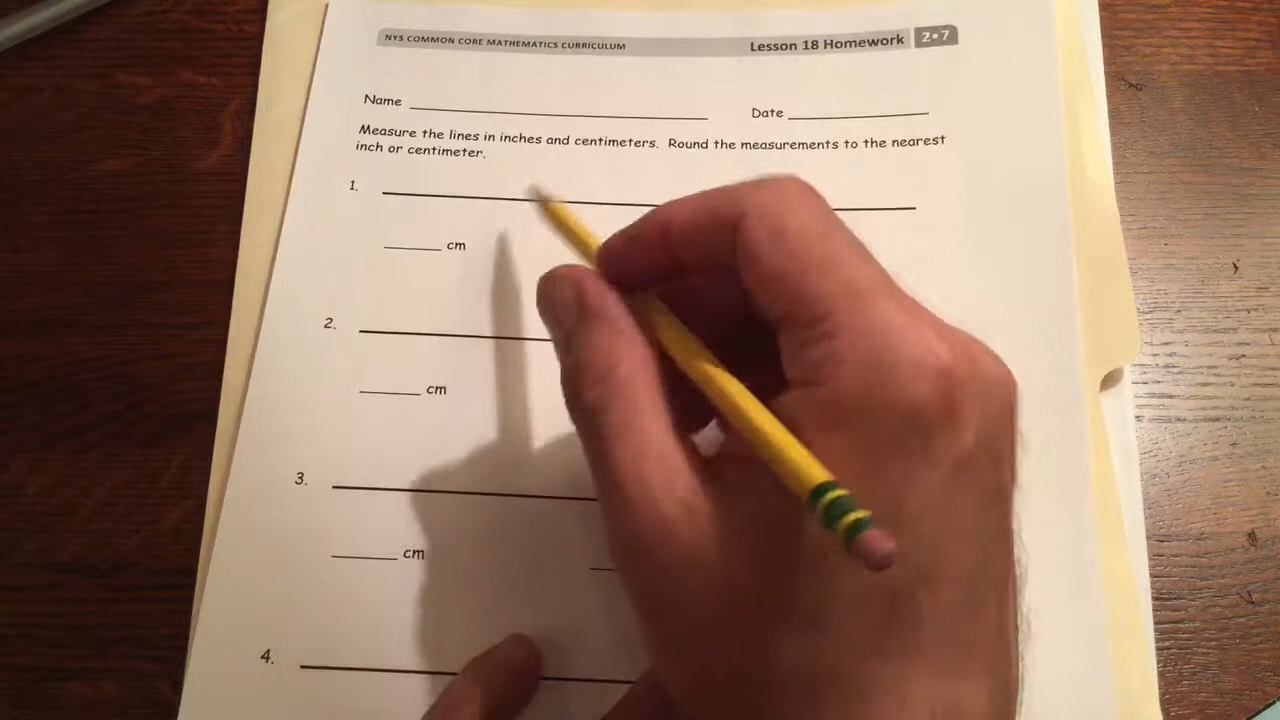 NYS COMMON CORE MATHEMATICS CURRICULUM Lesson 18 Homework 2•7
Name Date
Measure the lines in inches and centimeters. Round the measurements to the nearest
inch or centimeter.
1.
cm
2.
cm
3.
cm
4.